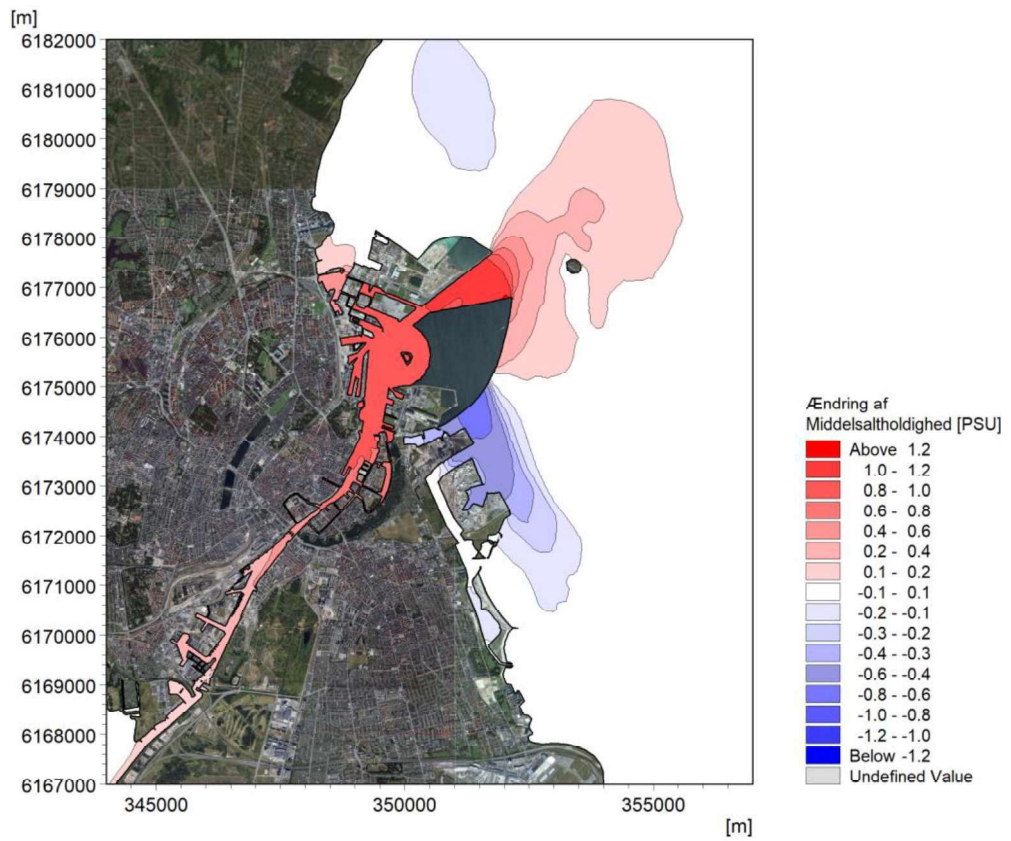 [m]
6182000
6181000
6180000
6179000
6178000
6177000
6176000
6175000
6174000
6173000
6172000
6171000
6170000
6169000
6168000
6167000
345000 350000 355000
[m]
Ændring af
Middelsaltholdighed [PSU]
Above 1.2
1.0 - 1.2
0.8 - 1.0
0.6 - 0.8
0.4 - 0.6
0.2 - 0.4
0.1 - 0.2
-0.1 - 0.1
-0.2 - -0.1
-0.3 - -0.2
-0.4 - -0.3
-0.6 - -0.4
-0.8 - -0.6
-1.0 - -0.8
-1.2 - -1.0
Below -1.2
Undefined Value